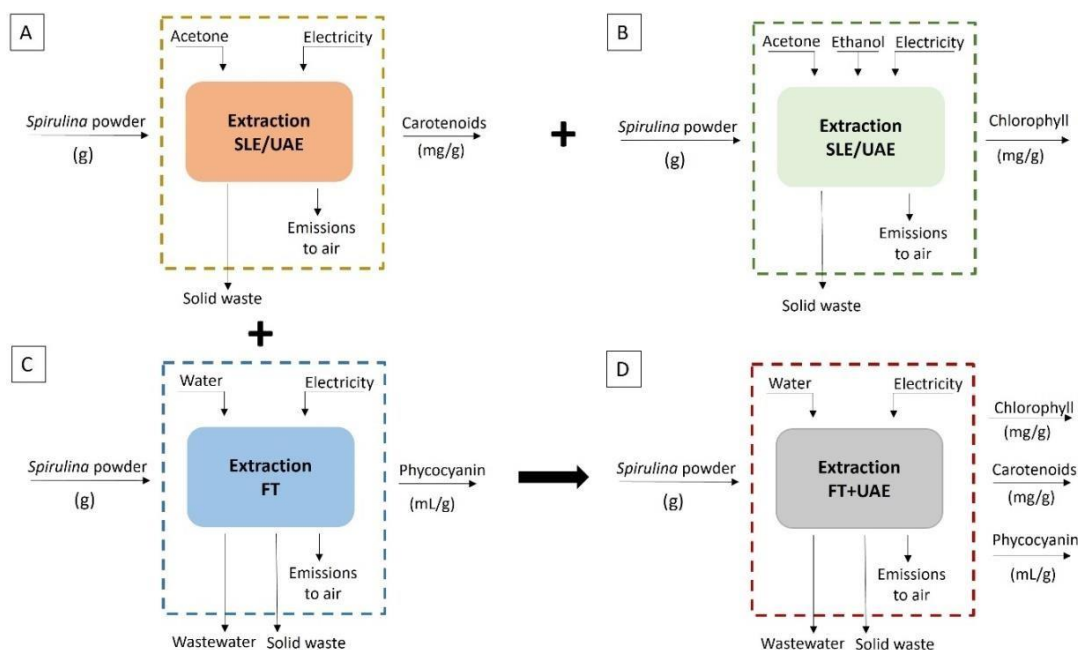 A
Acetone
Electricity
Spirulina powder
(g)
Extraction
SLE/UAE
Carotenoids
(mg/g)
Emissions
to air
Solid waste
+
B
Acetone
Ethanol
Electricity
Spirulina powder
(g)
Extraction
SLE/UAE
Chlorophyll
(mg/g)
Emissions
to air
Solid waste
+
C
Water
Electricity
Spirulina powder
(g)
Extraction
FT
Phycocyanin
(mL/g)
Emissions
to air
Wastewater
Solid waste
D
Water
Electricity
Spirulina powder
(g)
Extraction
FT+UAE
Chlorophyll
(mg/g)
Carotenoids
(mg/g)
Phycocyanin
(mL/g)
Emissions
to air
Wastewater
Solid waste